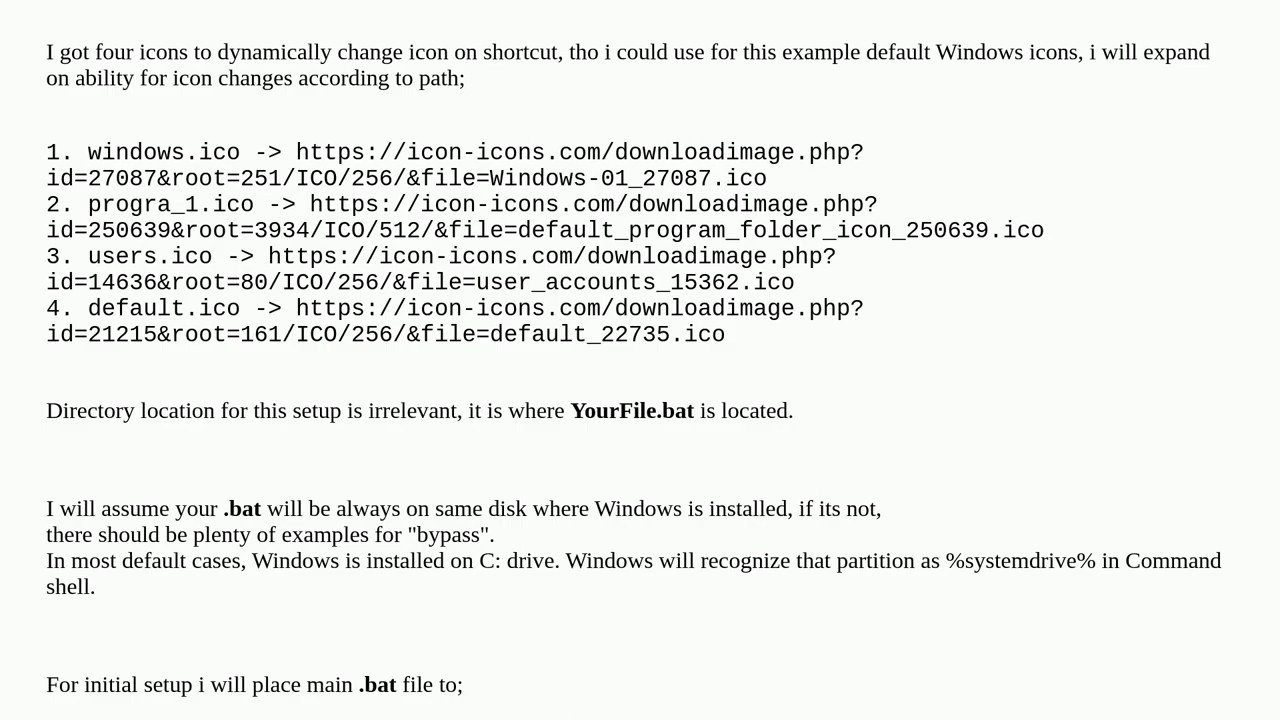 I got four icons to dynamically change icon on shortcut, tho i could use for this example default Windows icons, i will expand
on ability for icon changes according to path;
1. windows.ico -> https://icon-icons.com/downloadimage.php?
id=27087&root=251/ICO/256/&file=Windows-01_27087.ico
2. progra_1.ico -> https://icon-icons.com/downloadimage.php?
id=250639&root=3934/ICO/512/&file=default_program_folder_icon_250639.ico
3. users.ico -> https://icon-icons.com/downloadimage.php?
id=14636&root=80/ICO/256/&file=user_accounts_15362.ico
4. default.ico -> https://icon-icons.com/downloadimage.php?
id=21215&root=161/ICO/256/&file=default_22735.ico
Directory location for this setup is irrelevant, it is where YourFile.bat is located.
I will assume your .bat will be always on same disk where Windows is installed, if its not,
there should be plenty of examples for "bypass".
In most default cases, Windows is installed on C: drive. Windows will recognize that partition as %systemdrive% in Command
shell.
For initial setup i will place main .bat file to;